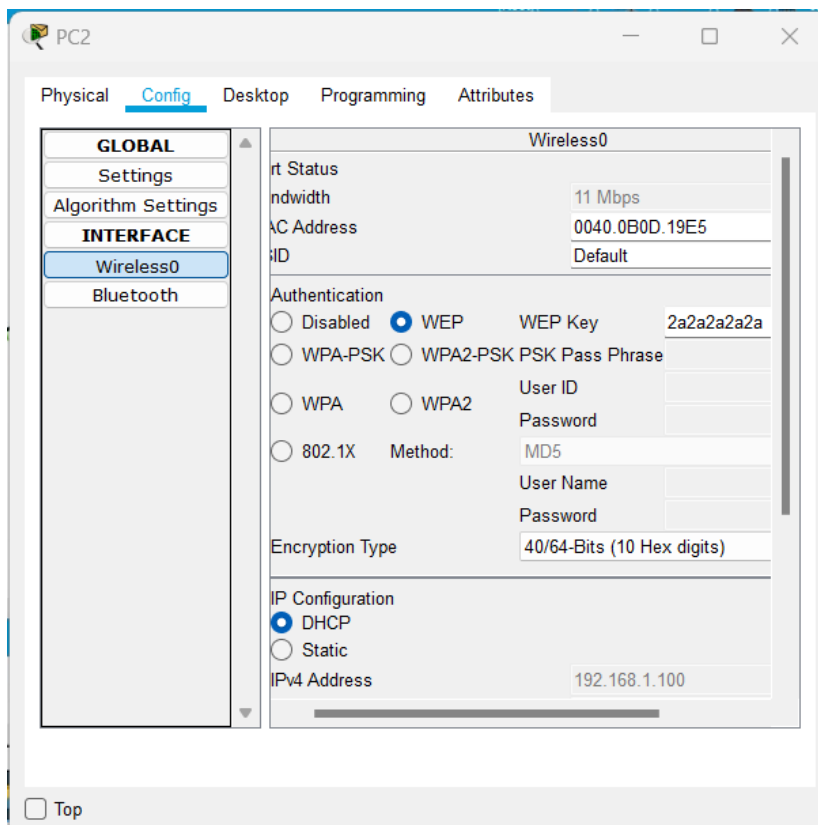 PC2
Physical Config Desktop Programming Attributes
GLOBAL
Settings
Algorithm Settings
INTERFACE
Wireless0
Bluetooth
Wireless0
rt Status
ndwidth 11 Mbps
AC Address 0040.0B0D.19E5
SID Default
Authentication
Disabled WEP WEP Key 2a2a2a2a2a
WPA-PSK WPA2-PSK PSK Pass Phrase
User ID
WPA WPA2
Password
802.1X Method: MD5
User Name
Password
Encryption Type 40/64-Bits (10 Hex digits)
IP Configuration
DHCP
Static
IPv4 Address 192.168.1.100
Top